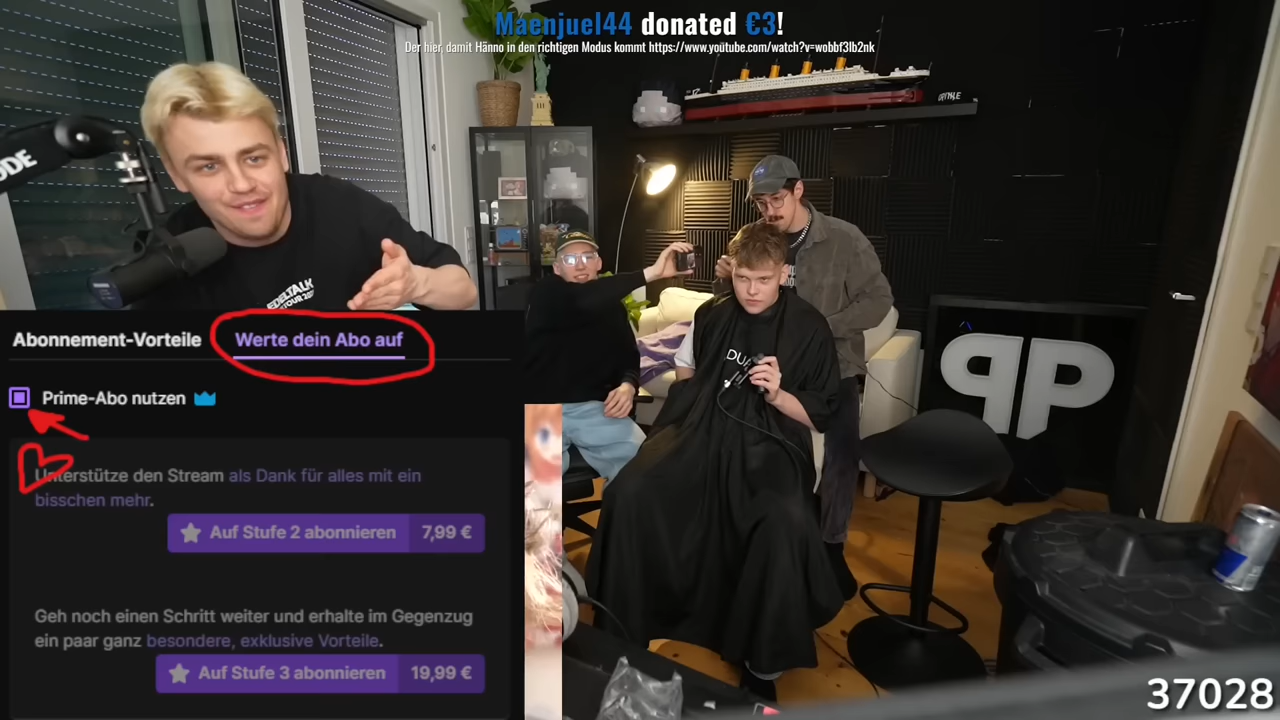 Maenjuel44 donated €3!
Der hier, damit Hänno in den richtigen Modus kommt https://www.youtube.com/watch?v=wobbf3lb2nk
EDELTALK
Abonnement-Vorteile
Werte dein Abo auf
Prime-Abo nutzen
Unterstütze den Stream als Dank für alles mit ein
bisschen mehr.
Auf Stufe 2 abonnieren 7,99 €
Geh noch einen Schritt weiter und erhalte im Gegenzug
ein paar ganz besondere, exklusive Vorteile.
Auf Stufe 3 abonnieren 19,99 €
PP
37028